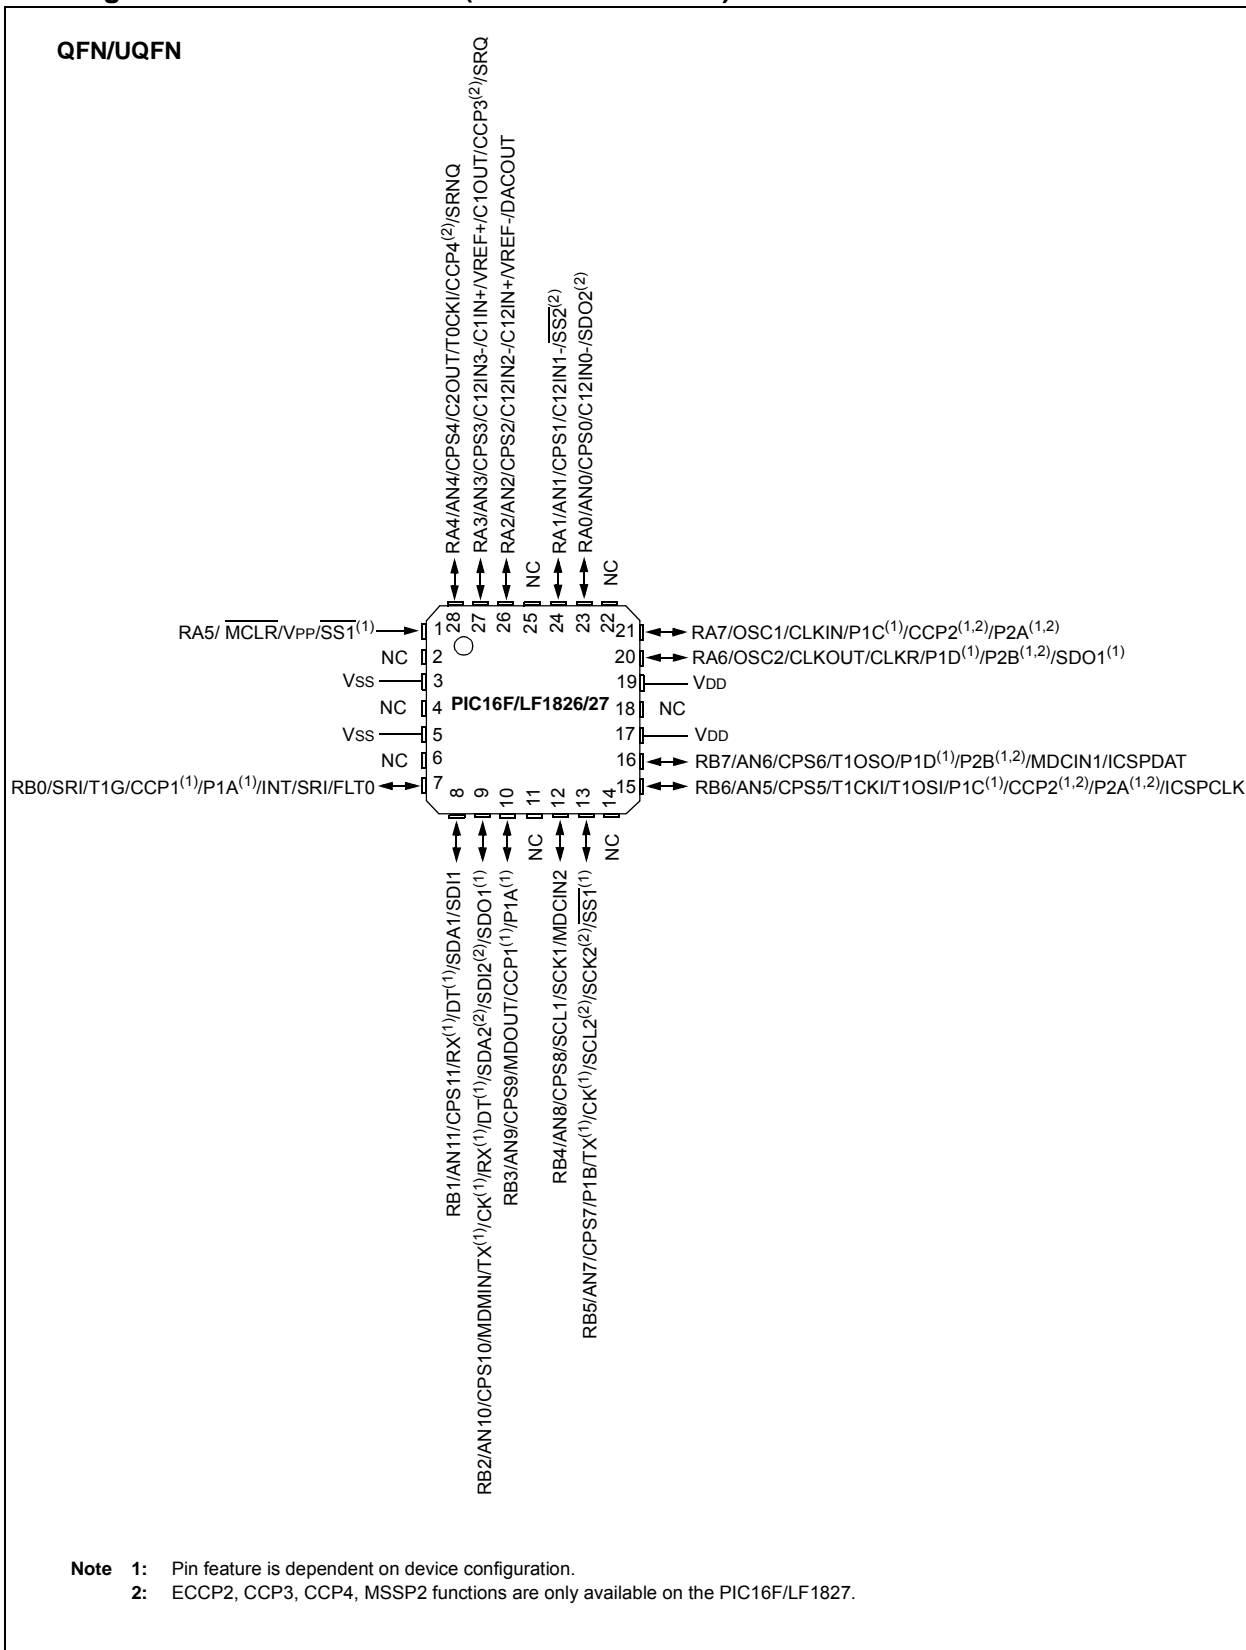 QFN/UQFN
RA4/AN4/CPS4/C2OUT/T0CKI/CCP4(2)/SRNQ
RA3/AN3/CPS3/C12IN3-/C1IN+/VREF+/C1OUT/CCP3(2)/SRQ
RA2/AN2/CPS2/C12IN2-/C12IN+/VREF-/DACOUT
NC
RA1/AN1/CPS1/C12IN1-/SS2(2)
RA0/AN0/CPS0/C12IN0-/SDO2(2)
NC
28
27
26
25
24
23
22
RA5/ MCLR/VPP/SS1(1) 1
NC 2
VSS 3
NC 4
VSS 5
NC 6
RB0/SRI/T1G/CCP1(1)/P1A(1)/INT/SRI/FLT0 7
PIC16F/LF1826/27
21 RA7/OSC1/CLKIN/P1C(1)/CCP2(1,2)/P2A(1,2)
20 RA6/OSC2/CLKOUT/CLKR/P1D(1)/P2B(1,2)/SDO1(1)
19 VDD
18 NC
17 VDD
16 RB7/AN6/CPS6/T1OSO/P1D(1)/P2B(1,2)/MDCIN1/ICSPDAT
15 RB6/AN5/CPS5/T1CKI/T1OSI/P1C(1)/CCP2(1,2)/P2A(1,2)/ICSPCLK
8
9
10
11
12
13
14
RB1/AN11/CPS11/RX(1)/DT(1)/SDA1/SDI1
RB2/AN10/CPS10/MDMIN/TX(1)/CK(1)/RX(1)/DT(1)/SDA2(2)/SDI2(2)/SDO1(1)
RB3/AN9/CPS9/MDOUT/CCP1(1)/P1A(1)
NC
RB4/AN8/CPS8/SCL1/SCK1/MDCIN2
RB5/AN7/CPS7/P1B/TX(1)/CK(1)/SCL2(2)/SCK2(2)/SS1(1)
NC
Note 1: Pin feature is dependent on device configuration.
2: ECCP2, CCP3, CCP4, MSSP2 functions are only available on the PIC16F/LF1827.